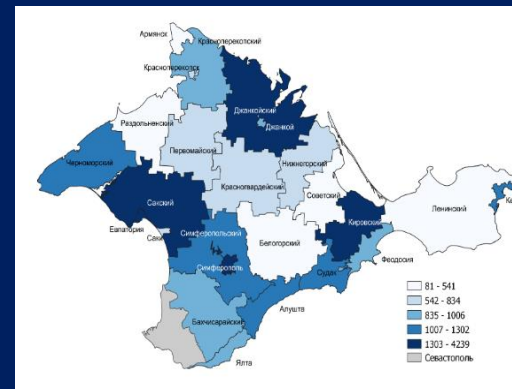 Армянск
Красноперекопский
Красноперекопск
Джанкойский
Джанкой
Раздольненский
Первомайский
Черноморский
Нижнегорский
Красногвардейский
Советский
Сакский
Ленинский
Кировский
Евпатория
Саки
Симферопольский
Белогорский
Симферополь
Феодосия
Судак
Алушта
Бахчисарайский
Ялта
81 - 541
542 - 834
835 - 1006
1007 - 1302
1303 - 4239
Севастополь